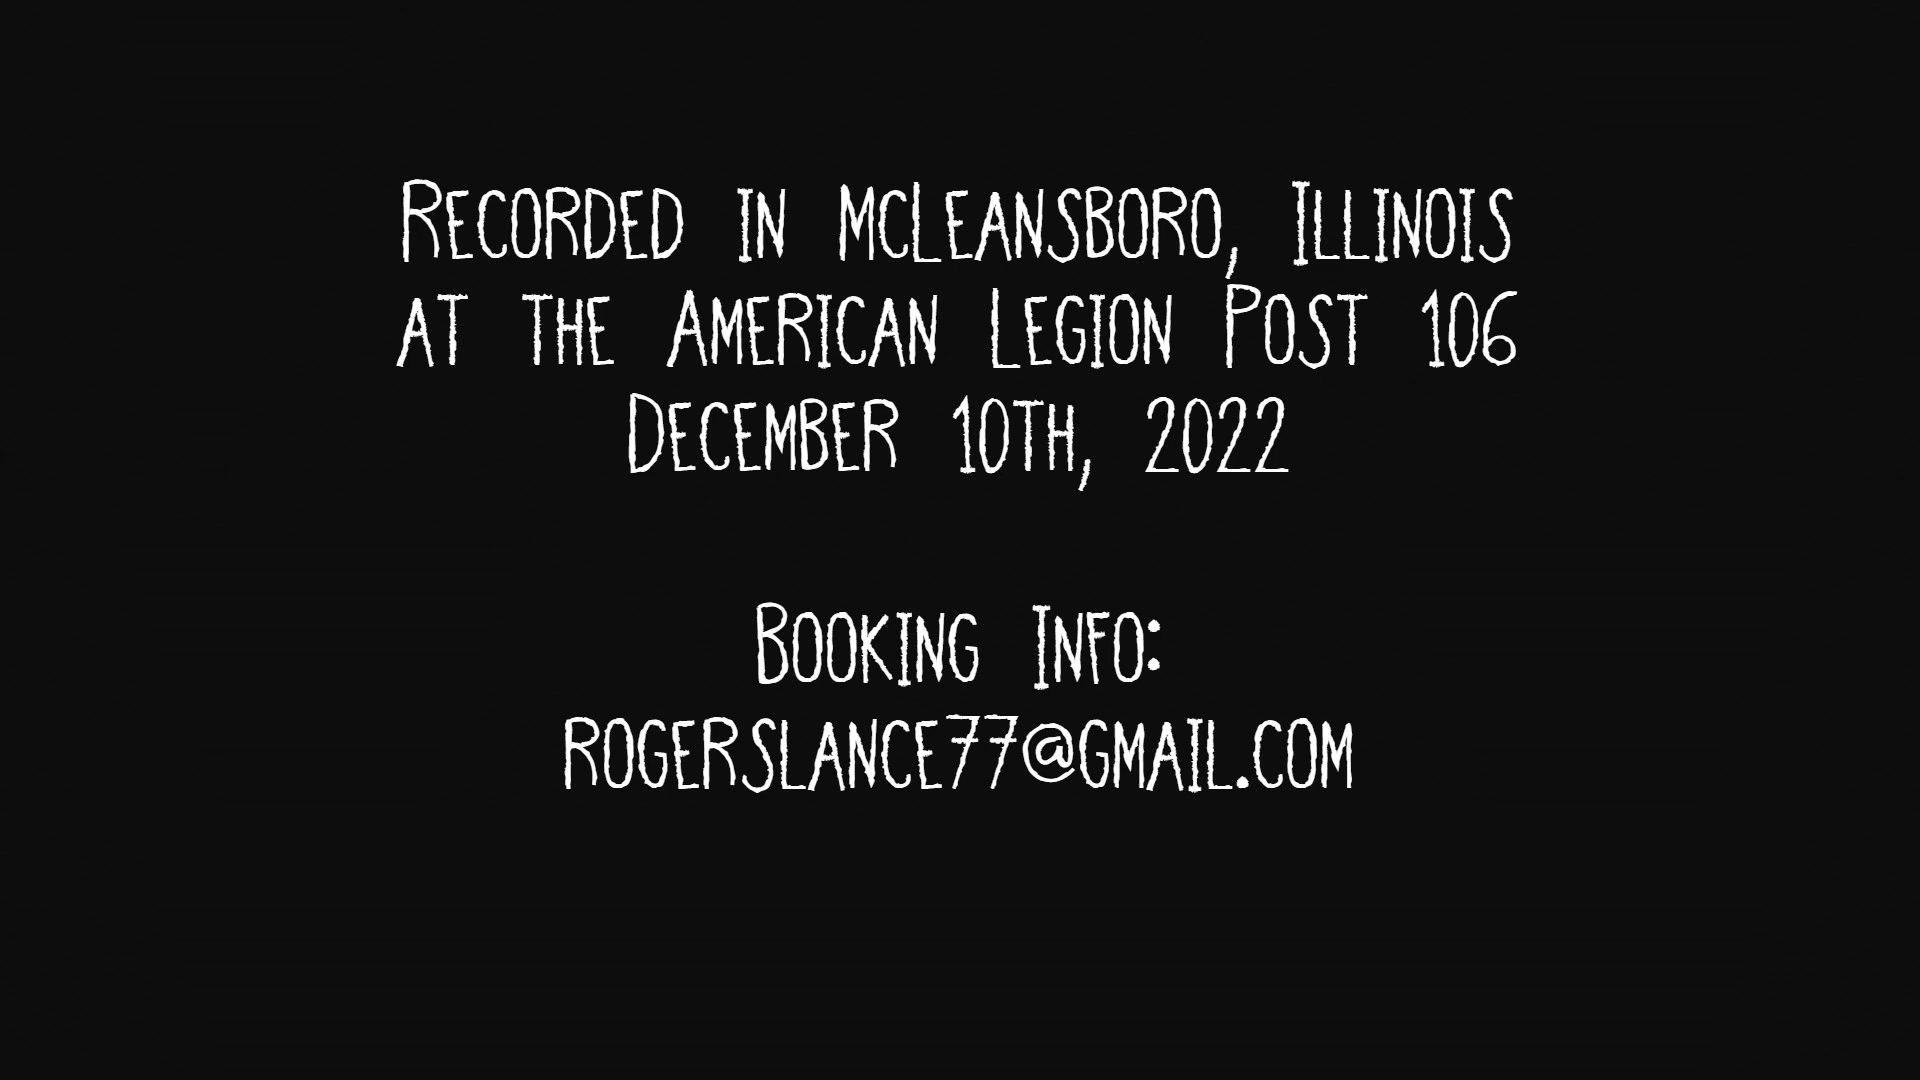 Recorded in McLeansboro, Illinois
at the American Legion Post 106
December 10th, 2022
Booking Info:
rogerslance77@gmail.com